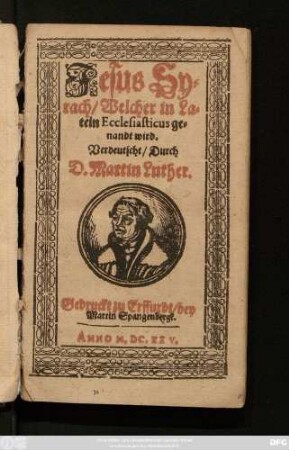 Jesus Sy-
rach/ Welcher in La-
tein Ecclesiasticus ge-
nandt wird.
Verdeutscht/ Durch
D. Martin Luther.
Gedruckt zu Erffurdt/ bey
Martin Spangenbergk.
ANNO M. DC. XXV.